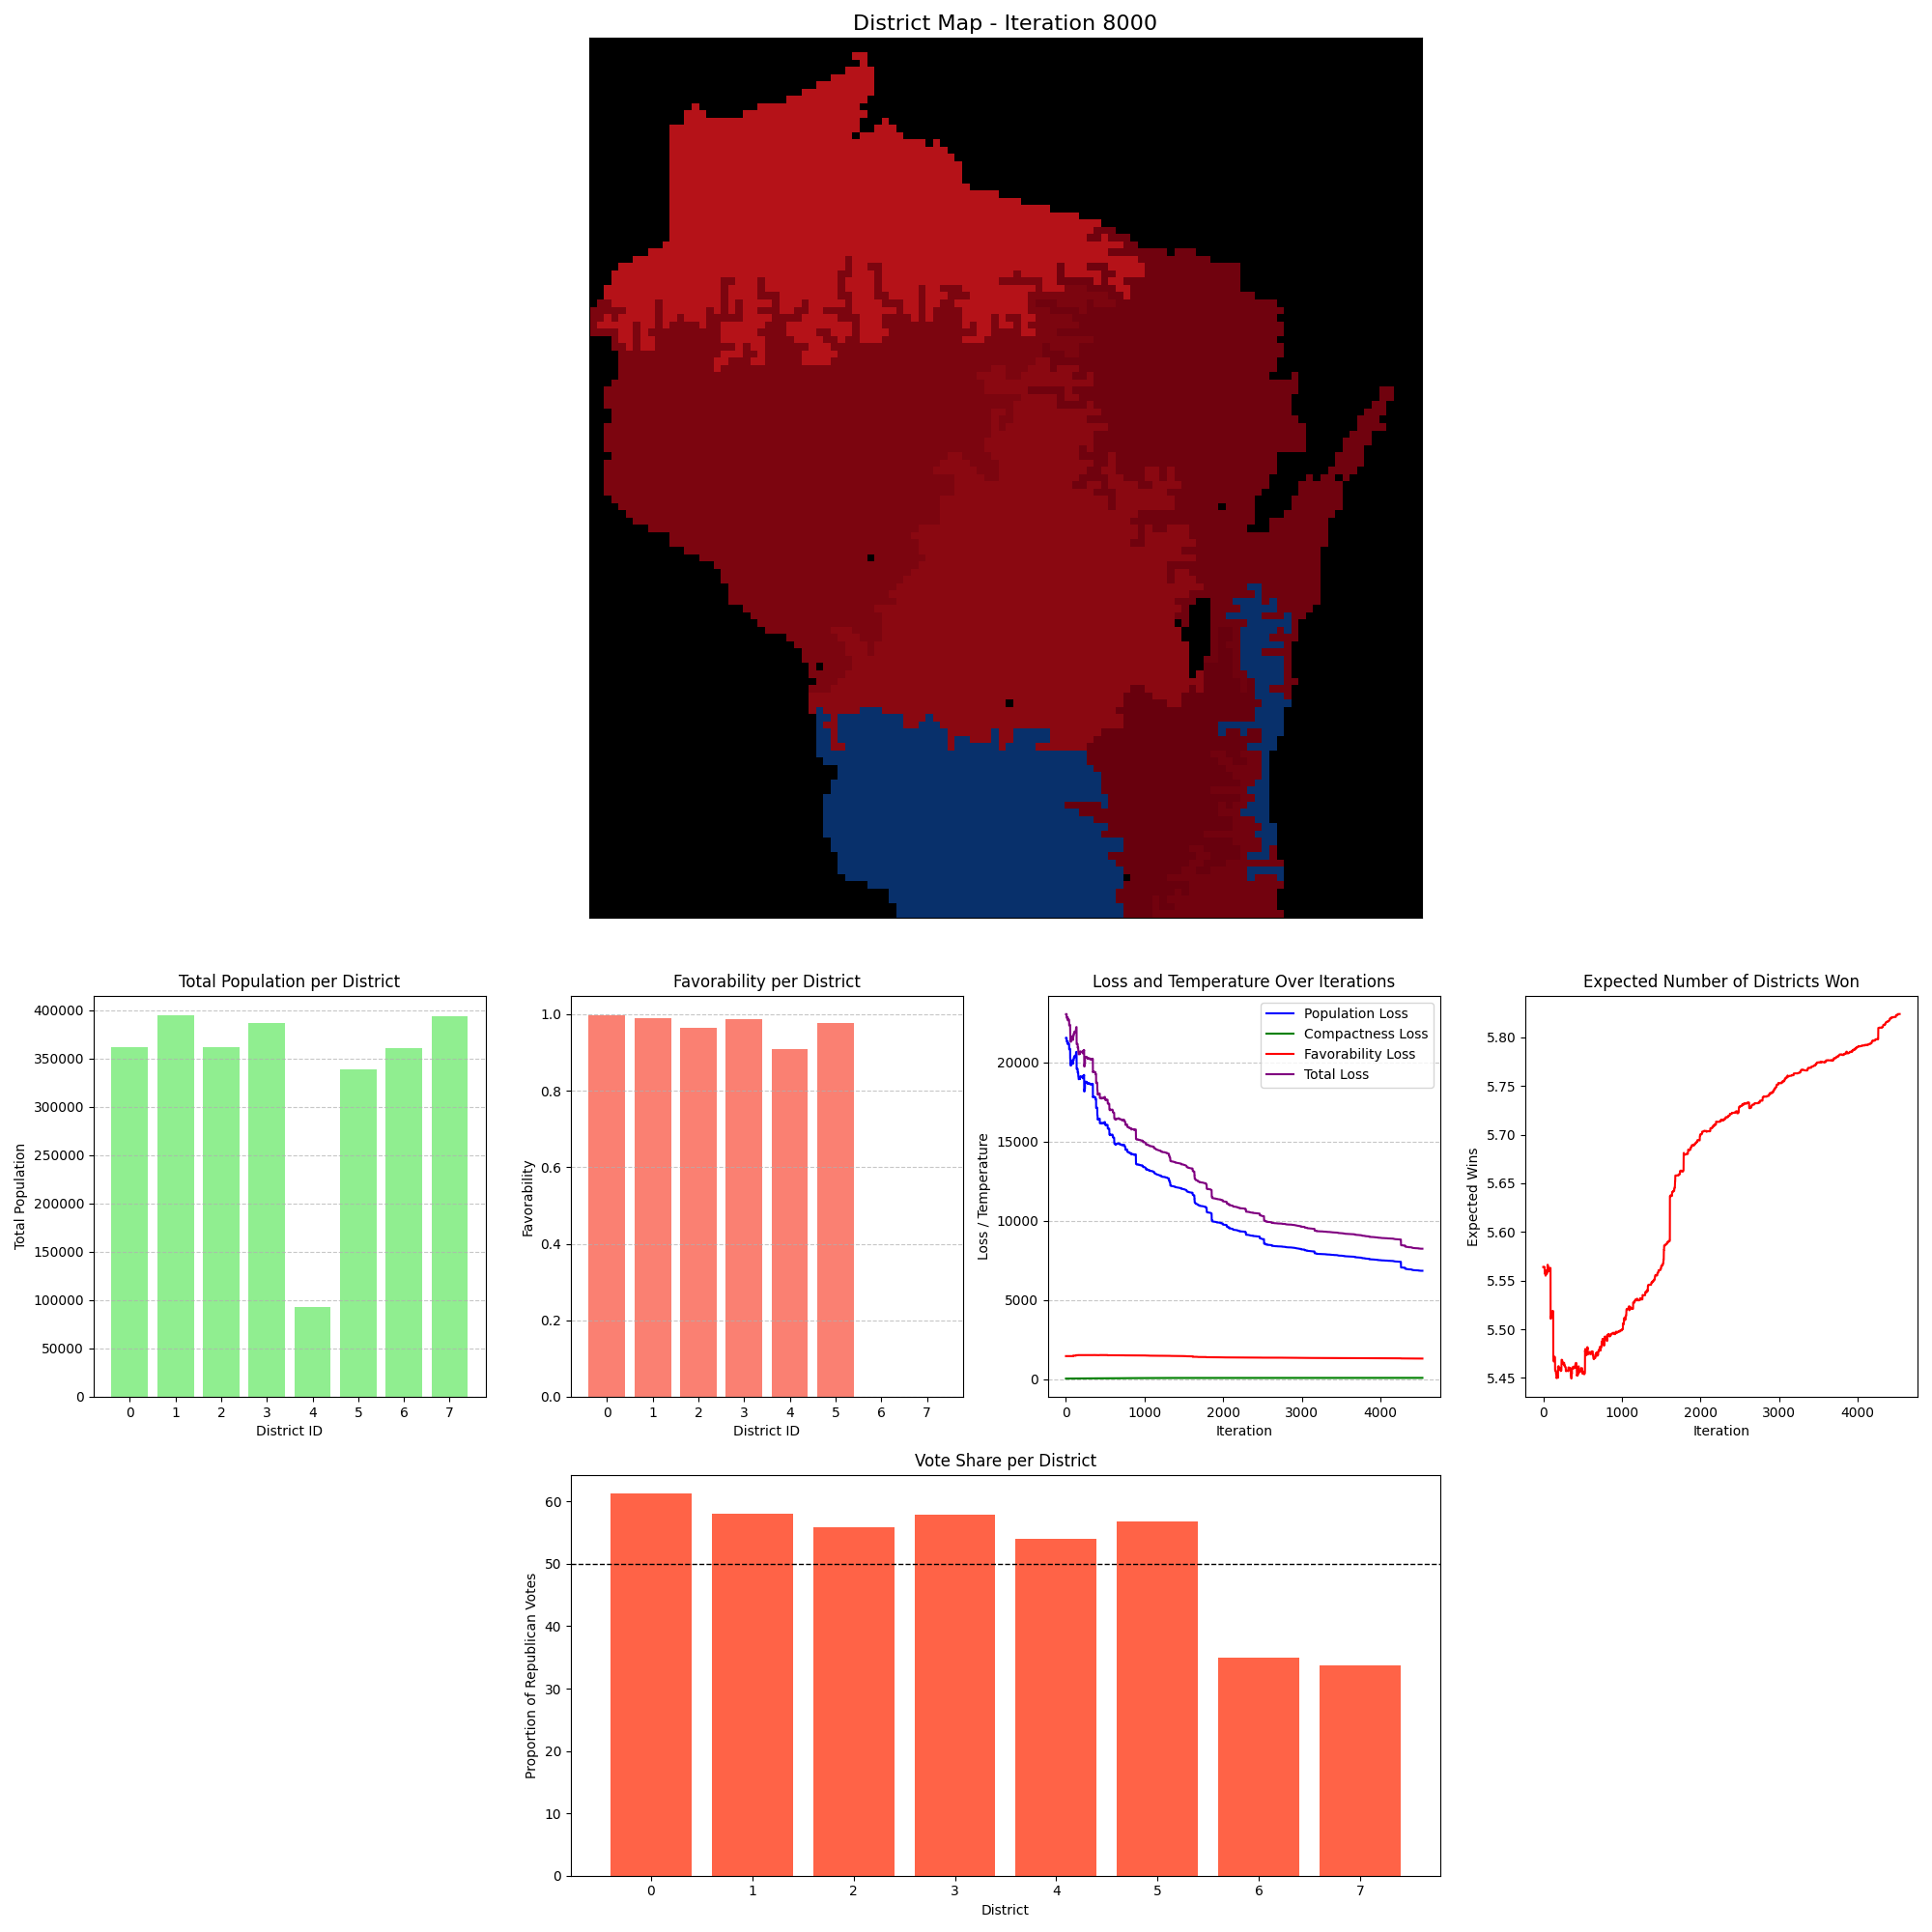 District Map - Iteration 8000
Total Population per District
Total Population
400000
350000
300000
250000
200000
150000
100000
50000
0
0 1 2 3 4 5 6 7
District ID
Favorability per District
Favorability
1.0
0.8
0.6
0.4
0.2
0.0
0 1 2 3 4 5 6 7
District ID
Loss and Temperature Over Iterations
Loss / Temperature
20000
15000
10000
5000
0
Population Loss
Compactness Loss
Favorability Loss
Total Loss
0 1000 2000 3000 4000
Iteration
Expected Number of Districts Won
Expected Wins
5.80
5.75
5.70
5.65
5.60
5.55
5.50
5.45
0 1000 2000 3000 4000
Iteration
Vote Share per District
Proportion of Republican Votes
60
50
40
30
20
10
0
0 1 2 3 4 5 6 7
District